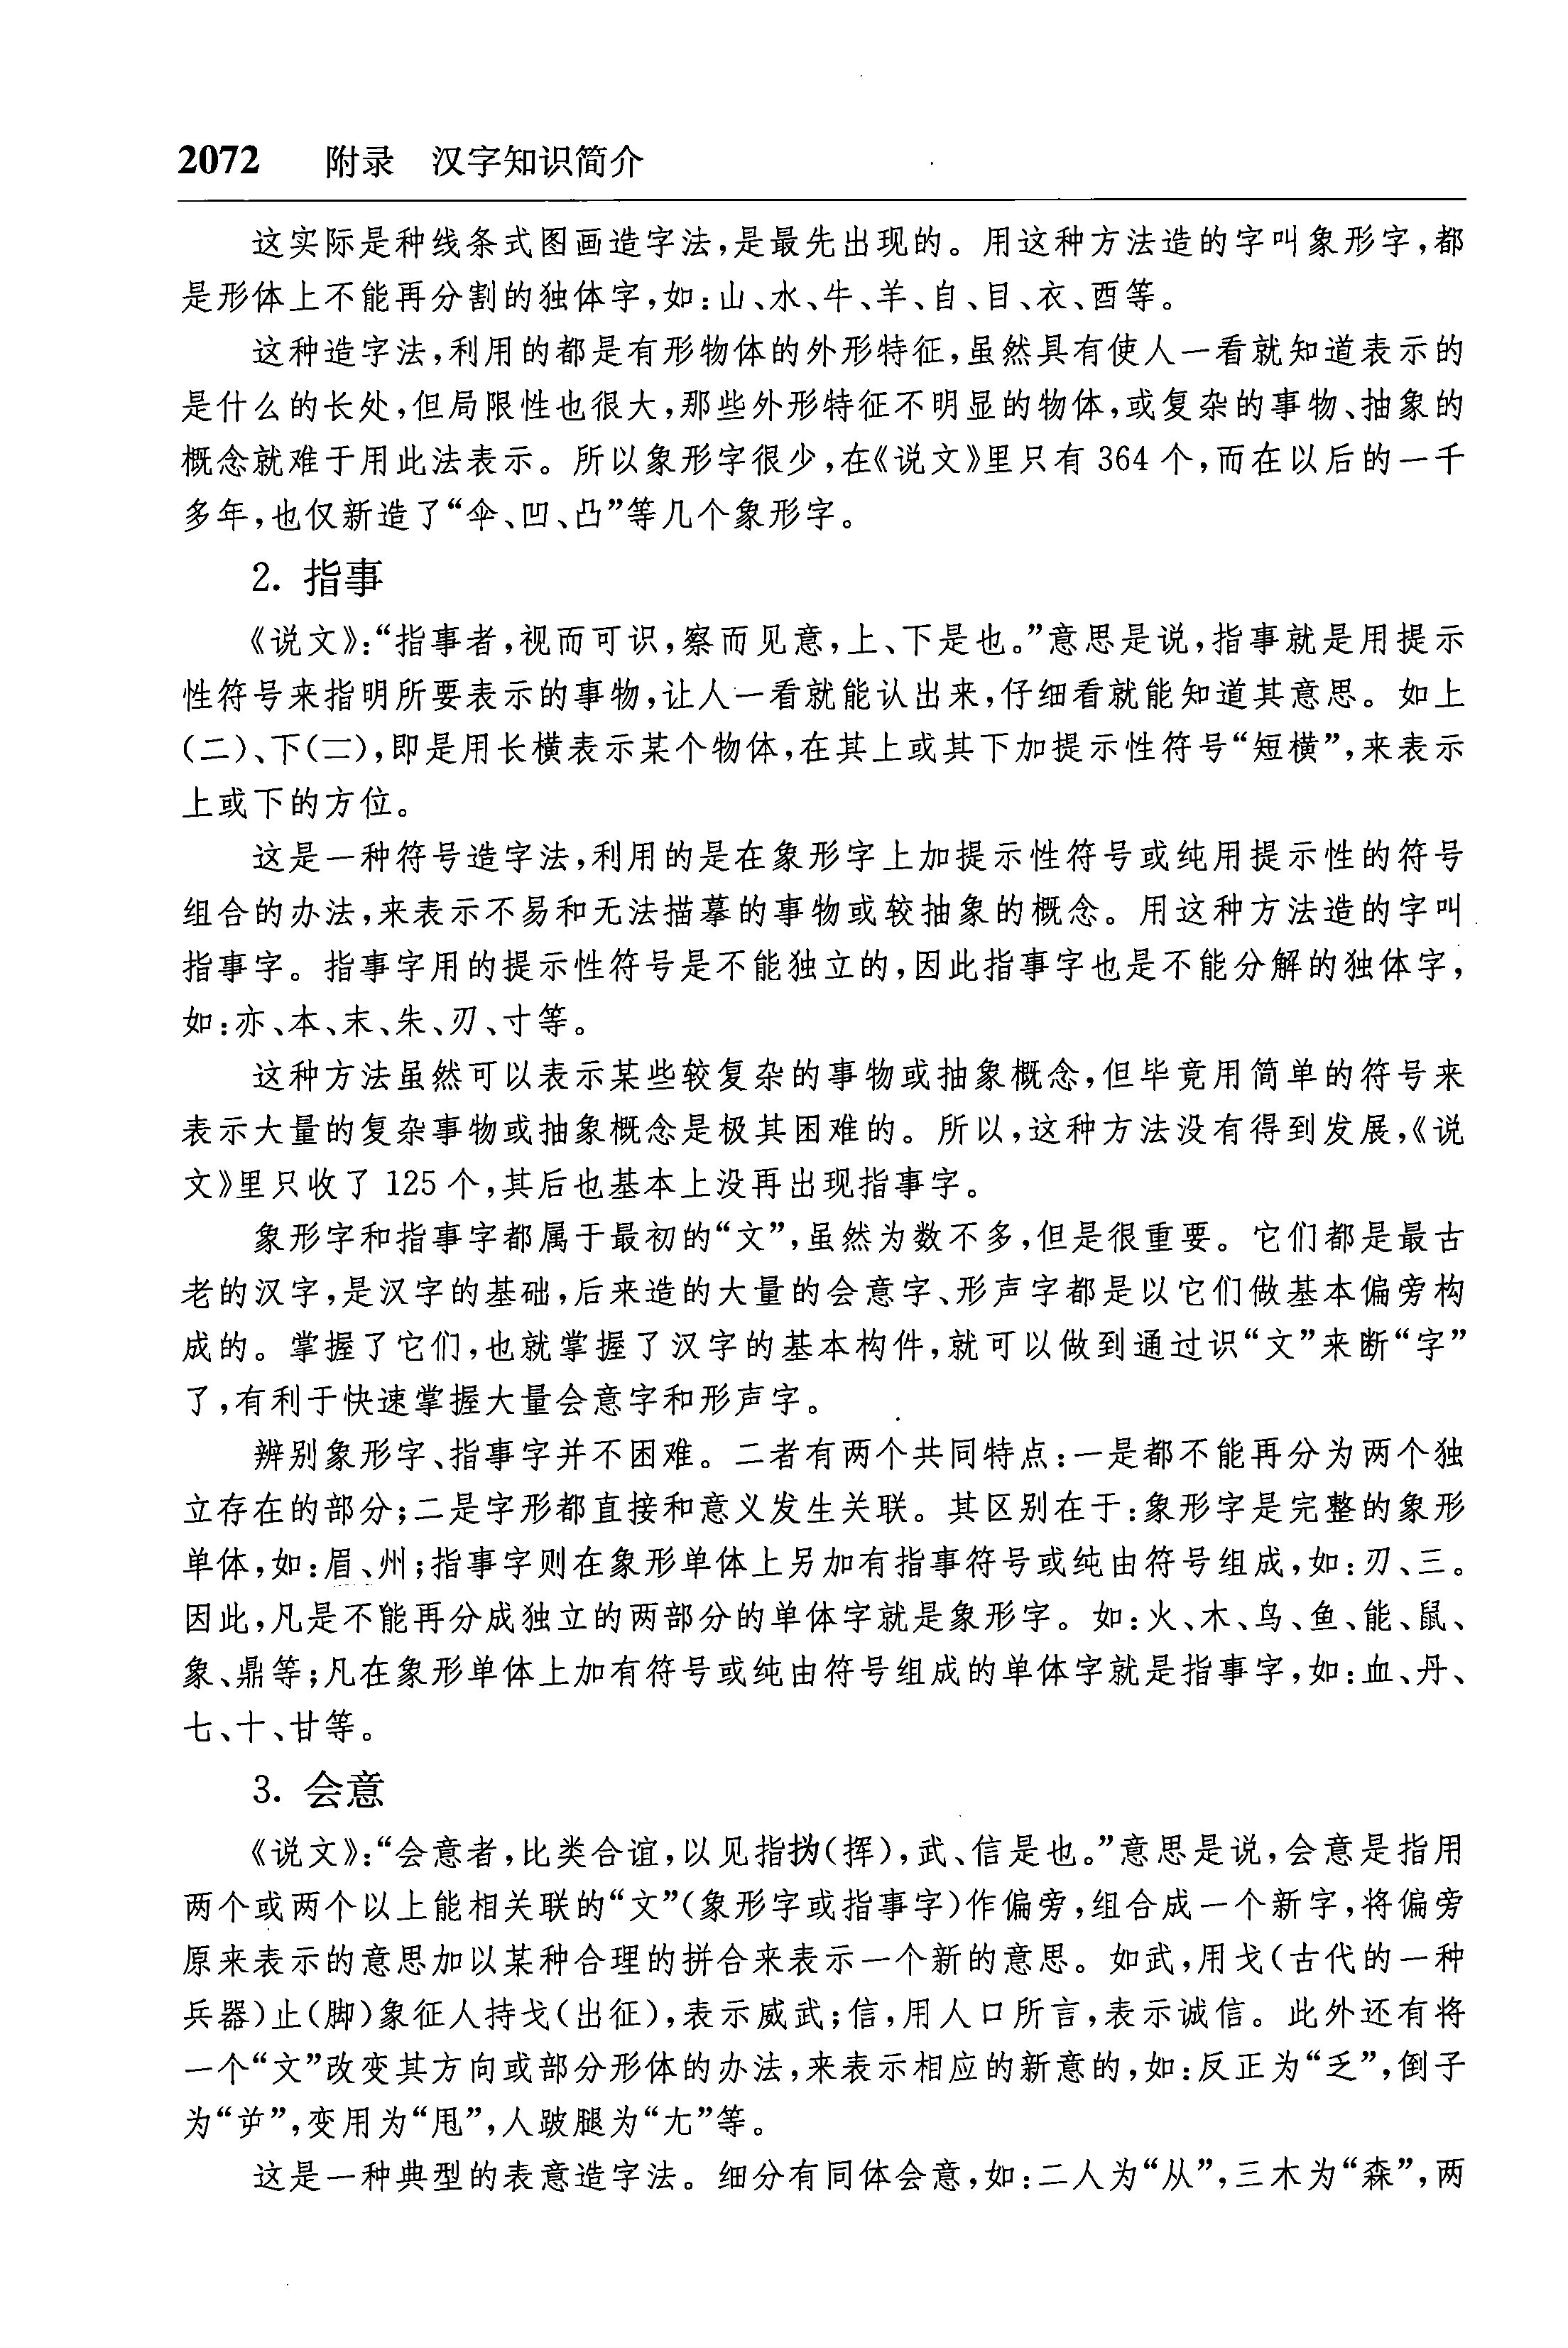 2072 附录 汉字知识简介
这实际是种线条式图画造字法,是最先出现的。用这种方法造的字叫象形字,都
是形体上不能再分割的独体字,如:山、水、牛、羊、自、目、衣、酉等。
这种造字法,利用的都是有形物体的外形特征,虽然具有使人一看就知道表示的
是什么的长处,但局限性也很大,那些外形特征不明显的物体,或复杂的事物、抽象的
概念就难于用此法表示。所以象形字很少,在《说文》里只有 364 个,而在以后的一千
多年,也仅新造了“伞、凹、凸”等几个象形字。
2. 指事
《说文》:“指事者,视而可识,察而见意,上、下是也。”意思是说,指事就是用提示
性符号来指明所要表示的事物,让人一看就能认出来,仔细看就能知道其意思。如上
(二)、下(二),即是用长横表示某个物体,在其上或其下加提示性符号“短横”,来表示
上或下的方位。
这是一种符号造字法,利用的是在象形字上加提示性符号或纯用提示性的符号
组合的办法,来表示不易和无法描摹的事物或较抽象的概念。用这种方法造的字叫
指事字。指事字用的提示性符号是不能独立的,因此指事字也是不能分解的独体字,
如:亦、本、末、朱、刃、寸等。
这种方法虽然可以表示某些较复杂的事物或抽象概念,但毕竟用简单的符号来
表示大量的复杂事物或抽象概念是极其困难的。所以,这种方法没有得到发展,《说
文》里只收了 125 个,其后也基本上没再出现指事字。
象形字和指事字都属于最初的“文”,虽然为数不多,但是很重要。它们都是最古
老的汉字,是汉字的基础,后来造的大量的会意字、形声字都是以它们做基本偏旁构
成的。掌握了它们,也就掌握了汉字的基本构件,就可以做到通过识“文”来断“字”
了,有利于快速掌握大量会意字和形声字。
辨别象形字、指事字并不困难。二者有两个共同特点:一是都不能再分为两个独
立存在的部分;二是字形都直接和意义发生关联。其区别在于:象形字是完整的象形
单体,如:眉、州;指事字则在象形单体上另加有指事符号或纯由符号组成,如:刃、三。
因此,凡是不能再分成独立的两部分的单体字就是象形字。如:火、木、鸟、鱼、能、鼠、
象、鼎等;凡在象形单体上加有符号或纯由符号组成的单体字就是指事字,如:血、丹、
七、十、甘等。
3. 会意
《说文》:“会意者,比类合谊,以见指㧑(挥),武、信是也。”意思是说,会意是指用
两个或两个以上能相关联的“文”(象形字或指事字)作偏旁,组合成一个新字,将偏旁
原来表示的意思加以某种合理的拼合来表示一个新的意思。如武,用戈(古代的一种
兵器)止(脚)象征人持戈(出征),表示威武;信,用人口所言,表示诚信。此外还有将
一个“文”改变其方向或部分形体的办法,来表示相应的新意的,如:反正为“乏”,倒子
为“屰”,变用为“甩”,人跛腿为“尢”等。
这是一种典型的表意造字法。细分有同体会意,如:二人为“从”,三木为“森”,两